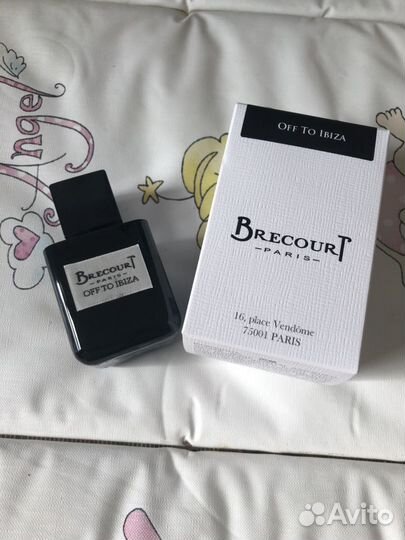 Angel
BRECOURT
PARIS
OFF TO IBIZA
OFF TO IBIZA
BRECOURT
PARIS
16, place Vendôme
75001 PARIS
Avito